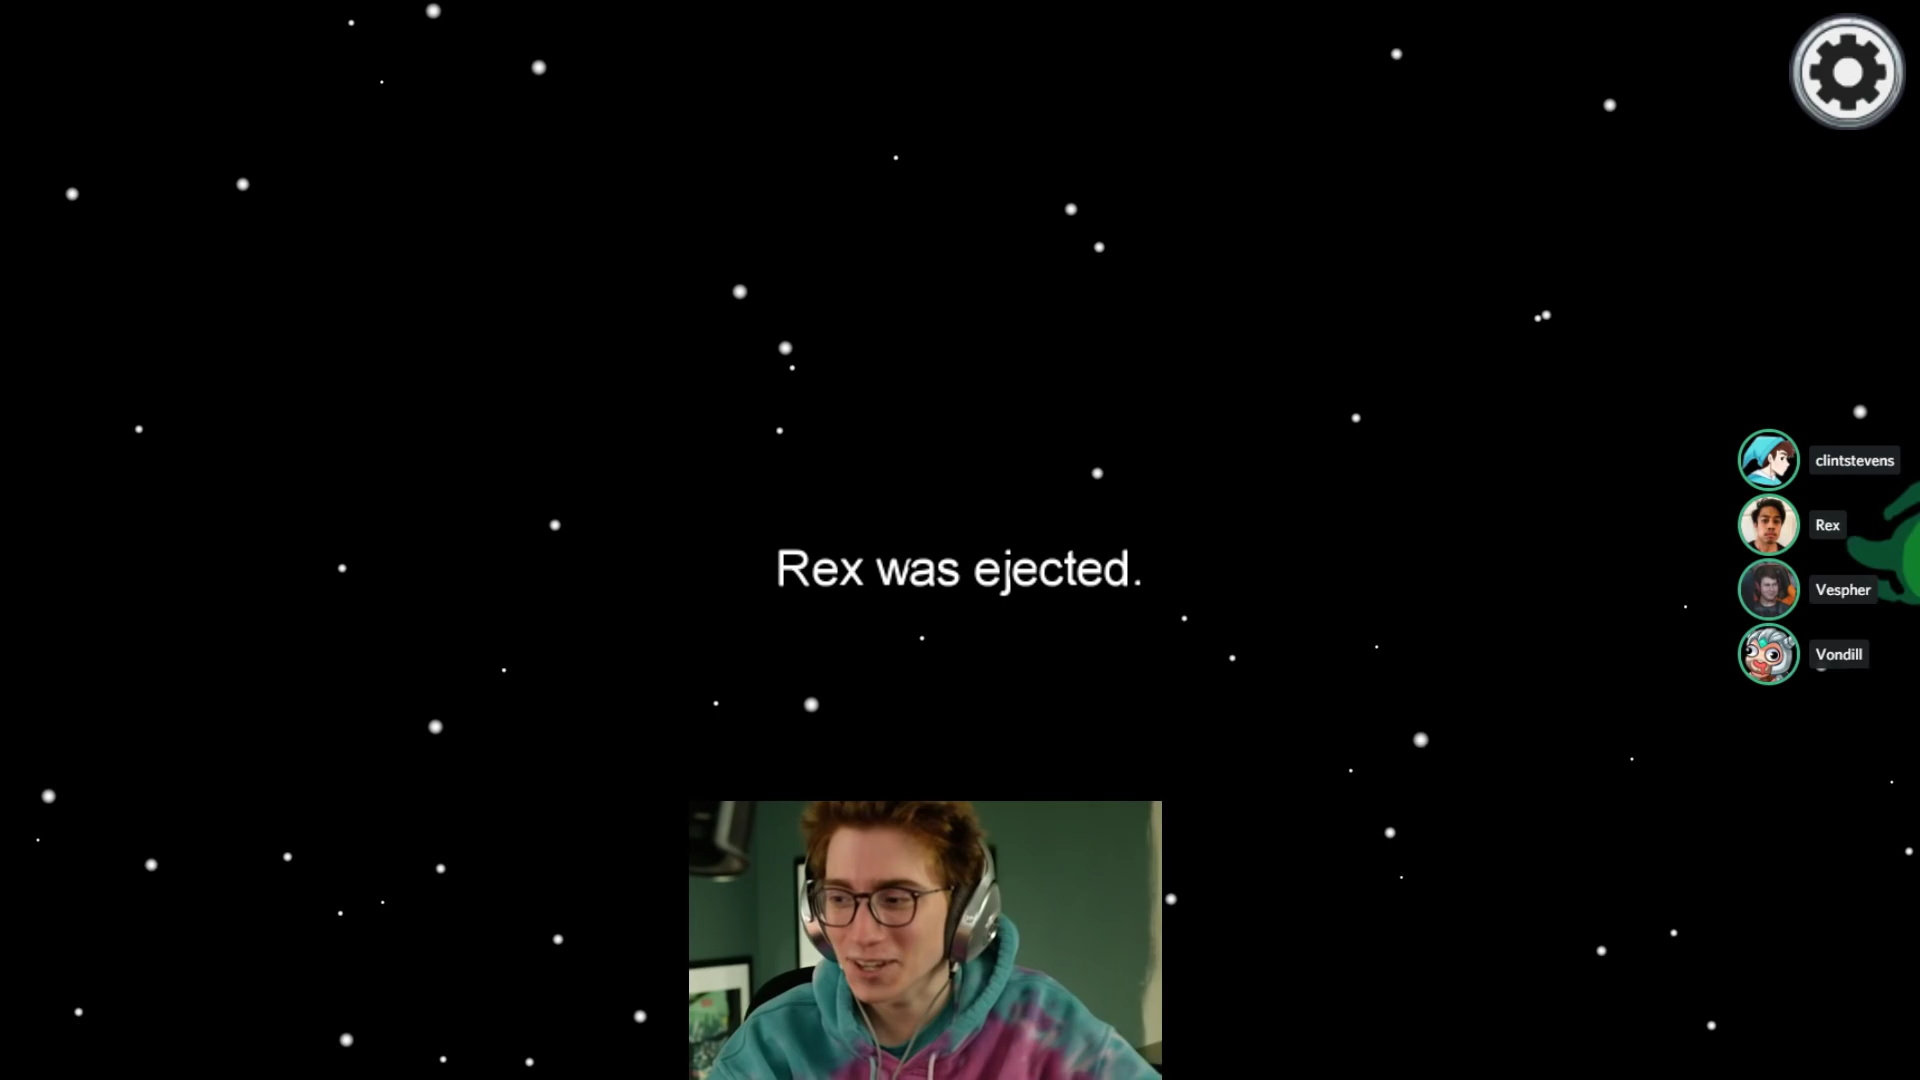 clintstevens
Rex
Rex was ejected.
Vespher
Vondill